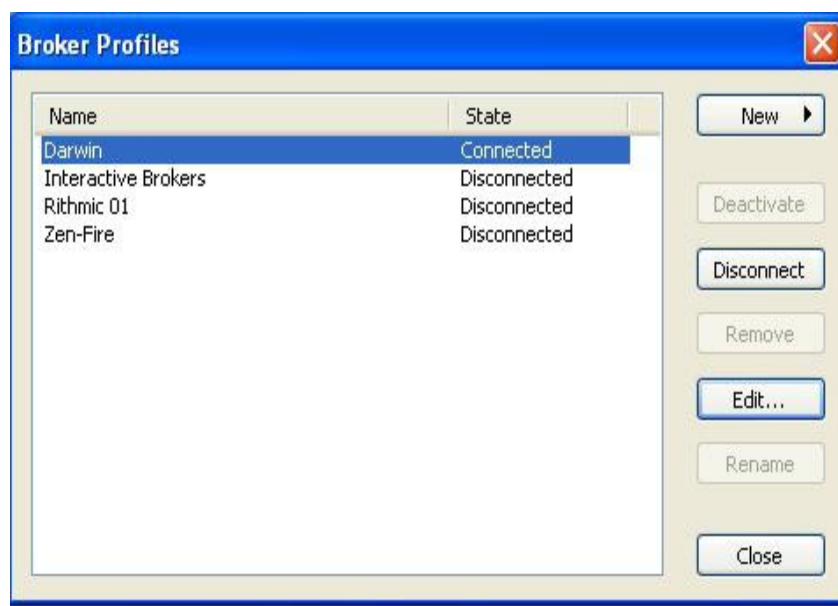 Broker Profiles
Name State
Darwin Connected
Interactive Brokers Disconnected
Rithmic 01 Disconnected
Zen-Fire Disconnected
New
Deactivate
Disconnect
Remove
Edit...
Rename
Close